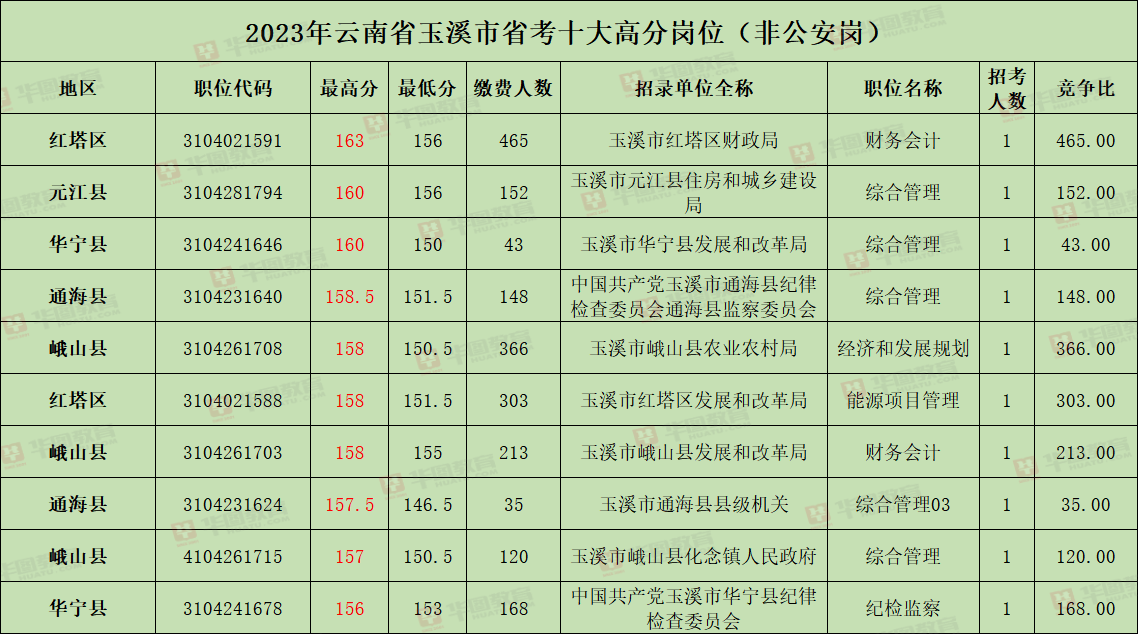 2023年云南省玉溪市省考十大高分岗位（非公安岗）
地区 职位代码 最高分 最低分 缴费人数 招录单位全称 职位名称 招考人数 竞争比
红塔区 3104021591 163 156 465 玉溪市红塔区财政局 财务会计 1 465.00
元江县 3104281794 160 156 152 玉溪市元江县住房和城乡建设局 综合管理 1 152.00
华宁县 3104241646 160 150 43 玉溪市华宁县发展和改革局 综合管理 1 43.00
通海县 3104231640 158.5 151.5 148 中国共产党玉溪市通海县纪律检查委员会通海县监察委员会 综合管理 1 148.00
峨山县 3104261708 158 150.5 366 玉溪市峨山县农业农村局 经济和发展规划 1 366.00
红塔区 3104021588 158 151.5 303 玉溪市红塔区发展和改革局 能源项目管理 1 303.00
峨山县 3104261703 158 155 213 玉溪市峨山县发展和改革局 财务会计 1 213.00
通海县 3104231624 157.5 146.5 35 玉溪市通海县县级机关 综合管理03 1 35.00
峨山县 4104261715 157 150.5 120 玉溪市峨山县化念镇人民政府 综合管理 1 120.00
华宁县 3104241678 156 153 168 中国共产党玉溪市华宁县纪律检查委员会 纪检监察 1 168.00
华图教育